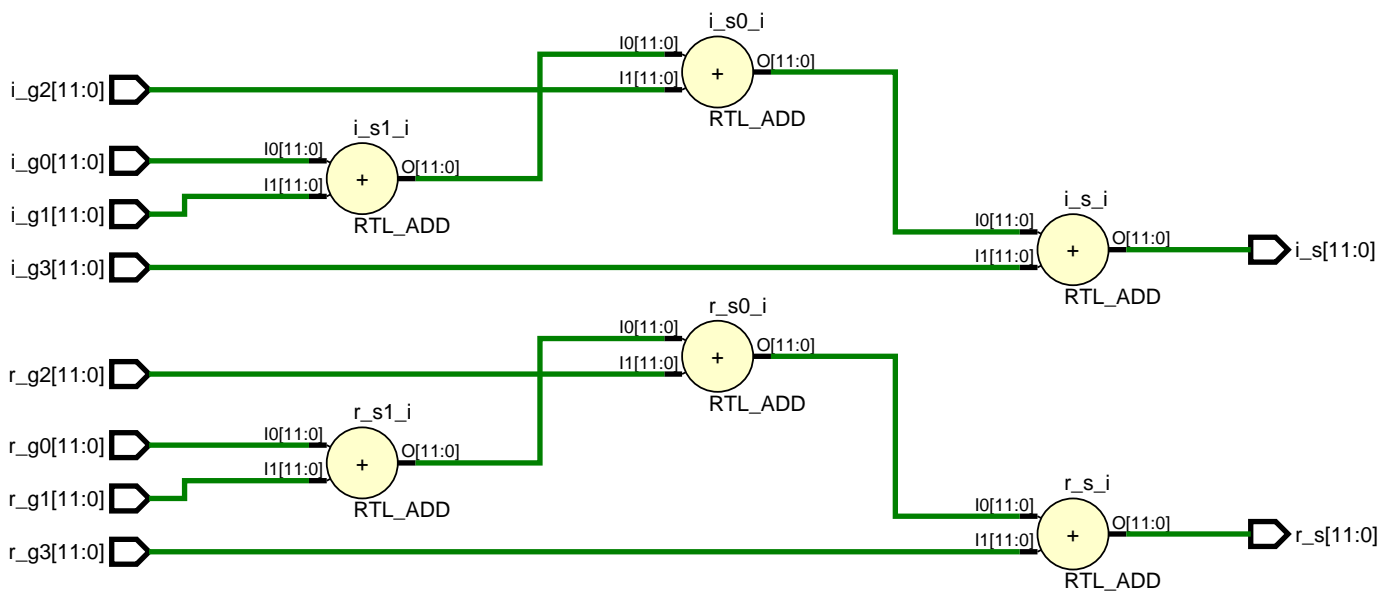 i_s0_i
I0[11:0]
O[11:0]
i_g2[11:0]
I1[11:0]
+
RTL_ADD
i_s1_i
i_g0[11:0]
I0[11:0]
O[11:0]
I1[11:0]
+
i_g1[11:0]
RTL_ADD
i_s_i
I0[11:0]
O[11:0]
i_s[11:0]
i_g3[11:0]
I1[11:0]
+
RTL_ADD
r_s0_i
I0[11:0]
O[11:0]
r_g2[11:0]
I1[11:0]
+
RTL_ADD
r_s1_i
r_g0[11:0]
I0[11:0]
O[11:0]
I1[11:0]
+
r_g1[11:0]
RTL_ADD
r_s_i
I0[11:0]
O[11:0]
r_s[11:0]
r_g3[11:0]
I1[11:0]
+
RTL_ADD